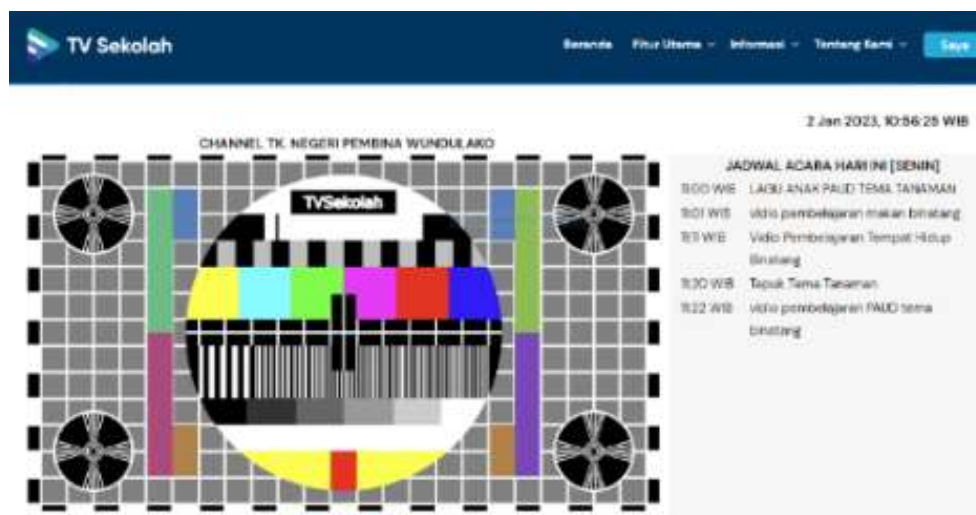 TV Sekolah
Beranda Fitur Utama Informasi Tentang Kami Saya
2 Jan 2023, 10:56:25 WIB
CHANNEL TK. NEGERI PEMBINA WUNDULAKO
TVSekolah
JADWAL ACARA HARI INI [SENIN]
11:00 WIB LAGU ANAK PAUD TEMA TANAMAN
11:01 WIB vidio pembelajaran makan binatang
11:11 WIB Vidio Pembelajaran Tempat Hidup
Binatang
WIB Tepuk Tema Tanaman
11:22 WIB vidio pembelajaran PAUD tema
binatang